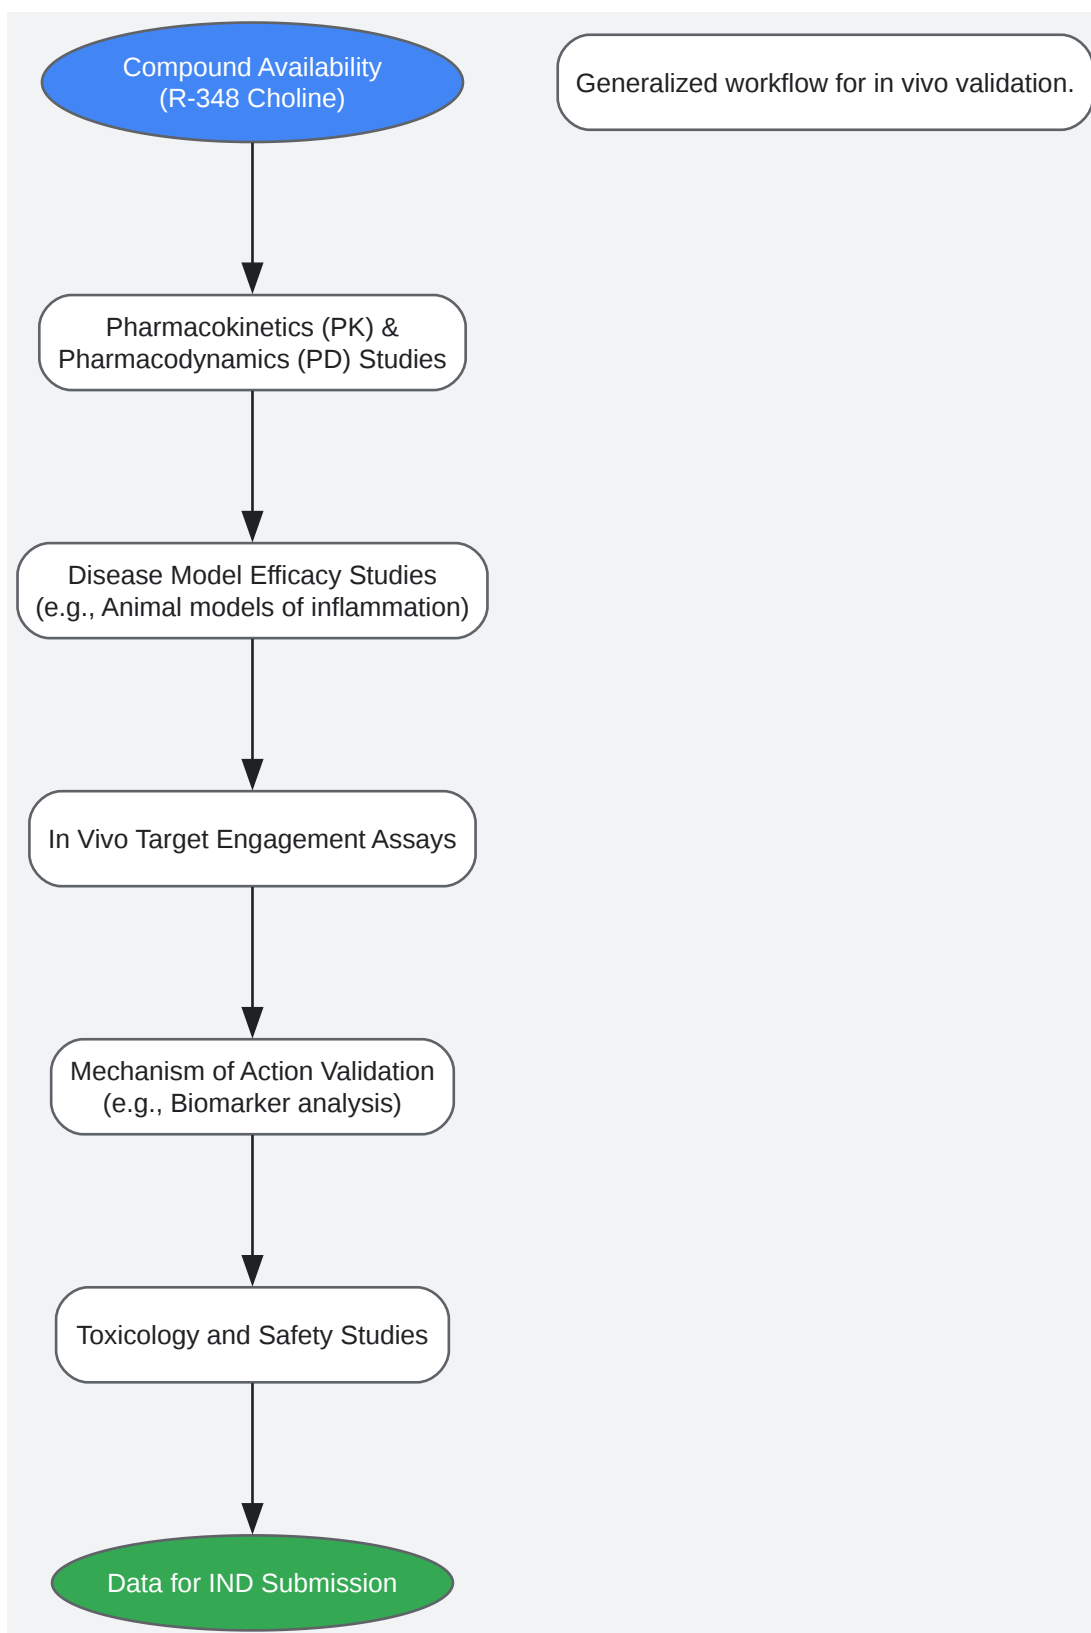 Compound Availability
(R-348 Choline)
Generalized workflow for in vivo validation.
Pharmacokinetics (PK) &
Pharmacodynamics (PD) Studies
Disease Model Efficacy Studies
(e.g., Animal models of inflammation)
In Vivo Target Engagement Assays
Mechanism of Action Validation
(e.g., Biomarker analysis)
Toxicology and Safety Studies
Data for IND Submission